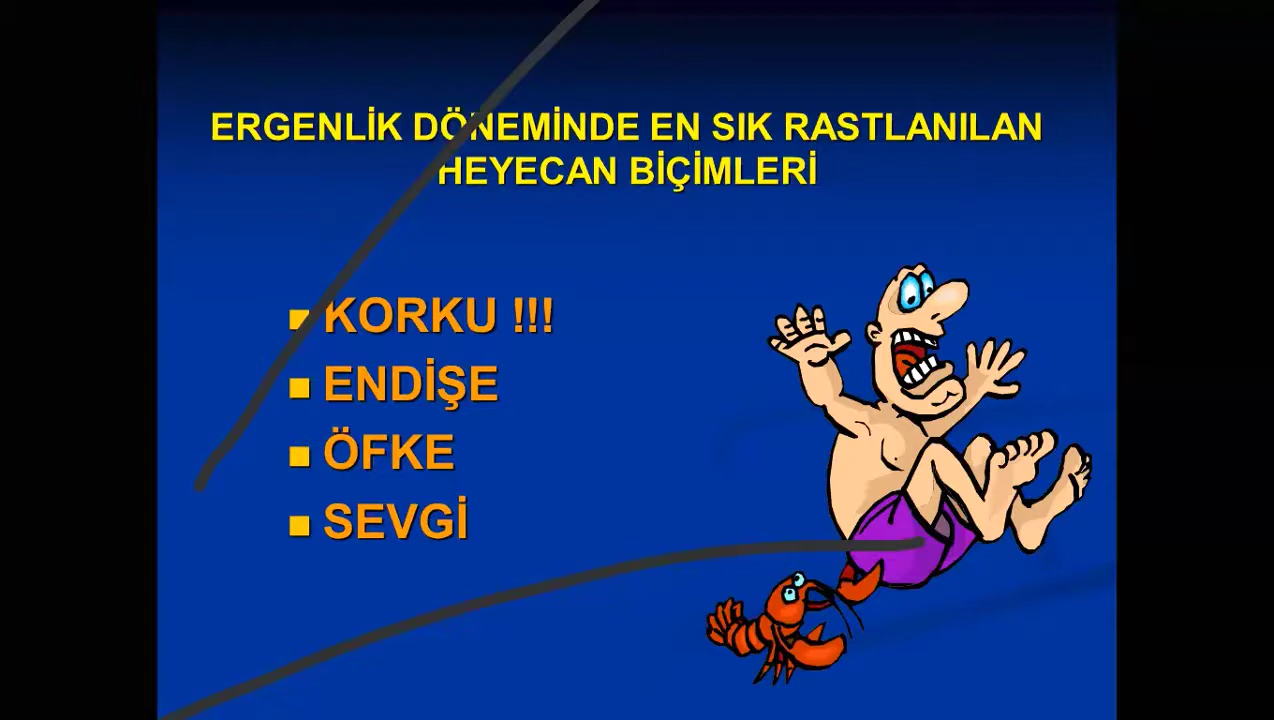 ERGENLİK DÖNEMİNDE EN SIK RASTLANILAN
HEYECAN BİÇİMLERİ
KORKU !!!
ENDİŞE
ÖFKE
SEVGİ